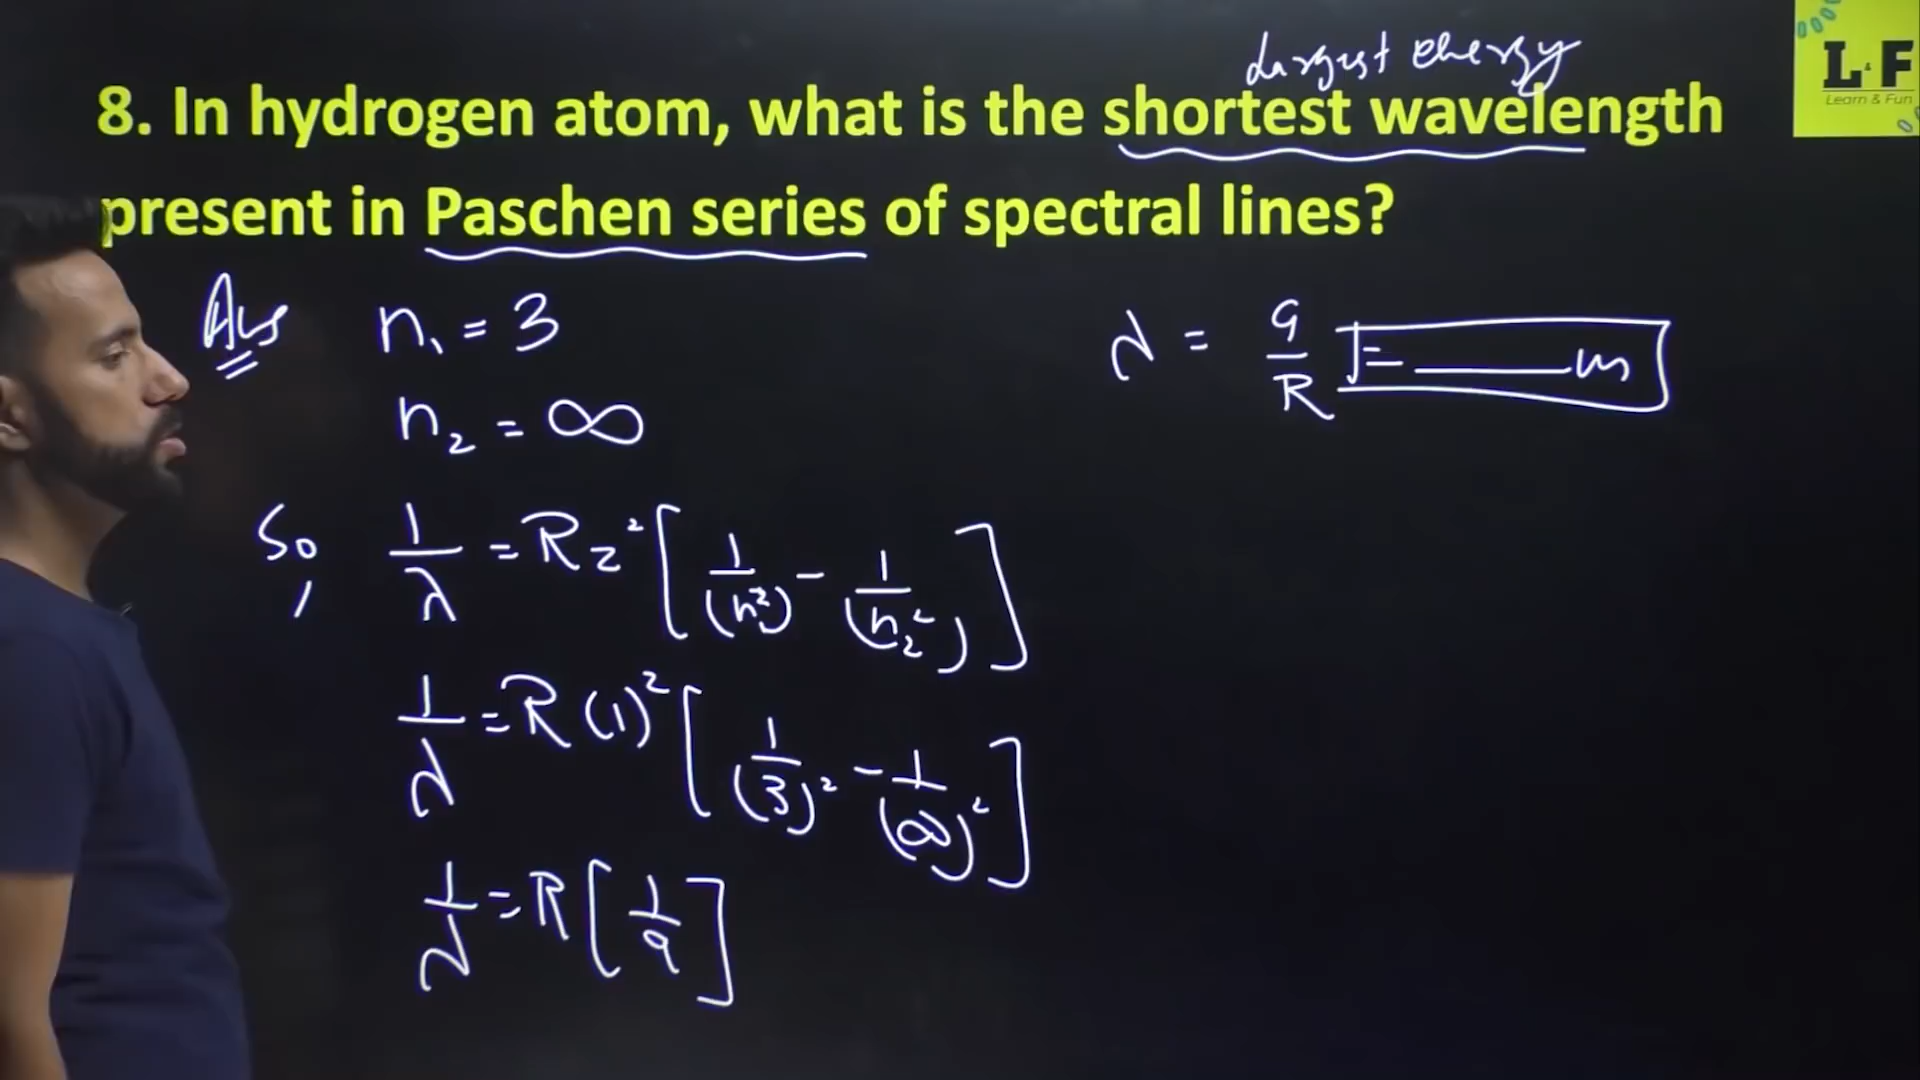 Largest energy
8. In hydrogen atom, what is the shortest wavelength
present in Paschen series of spectral lines?
L&F
Learn & Fun
Ans n₁ = 3
n₂ = ∞
So, 1/λ = Rz² [1/(n²) - 1/(n₂²)]
1/λ = R(1)² [1/(3)² - 1/(∞)²]
1/λ = R [1/9]
λ = 9/R ]= ____ m